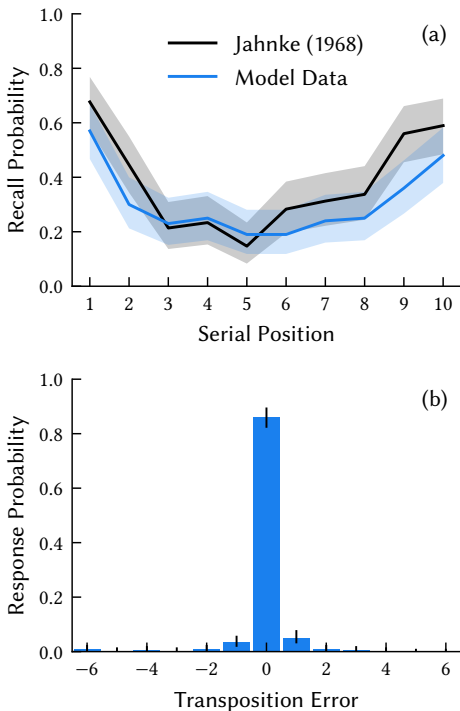 1.0
0.8
0.6
0.4
0.2
0.0
Recall Probability
Jahnke (1968)
Model Data
(a)
1 2 3 4 5 6 7 8 9 10
Serial Position
1.0
0.8
0.6
0.4
0.2
0.0
Response Probability
(b)
−6 −4 −2 0 2 4 6
Transposition Error